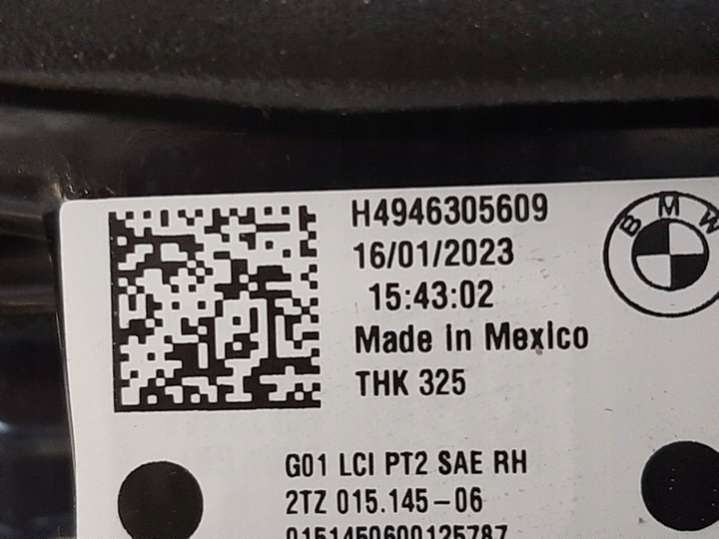 H4946305609
16/01/2023
15:43:02
BMW
Made in Mexico
THK 325
G01 LCI PT2 SAE RH
2TZ 015.145-06
0151450600125787